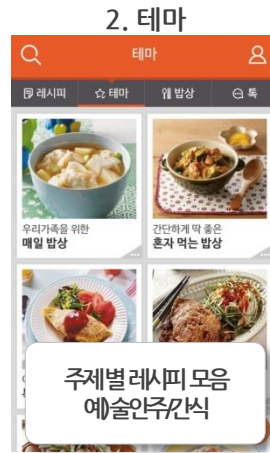 2. 테마
테마
레시피
테마
밥상
톡
우리가족을 위한
매일 밥상
간단하게 딱 좋은
혼자 먹는 밥상
주제별 레시피 모음
예)술안주/간식